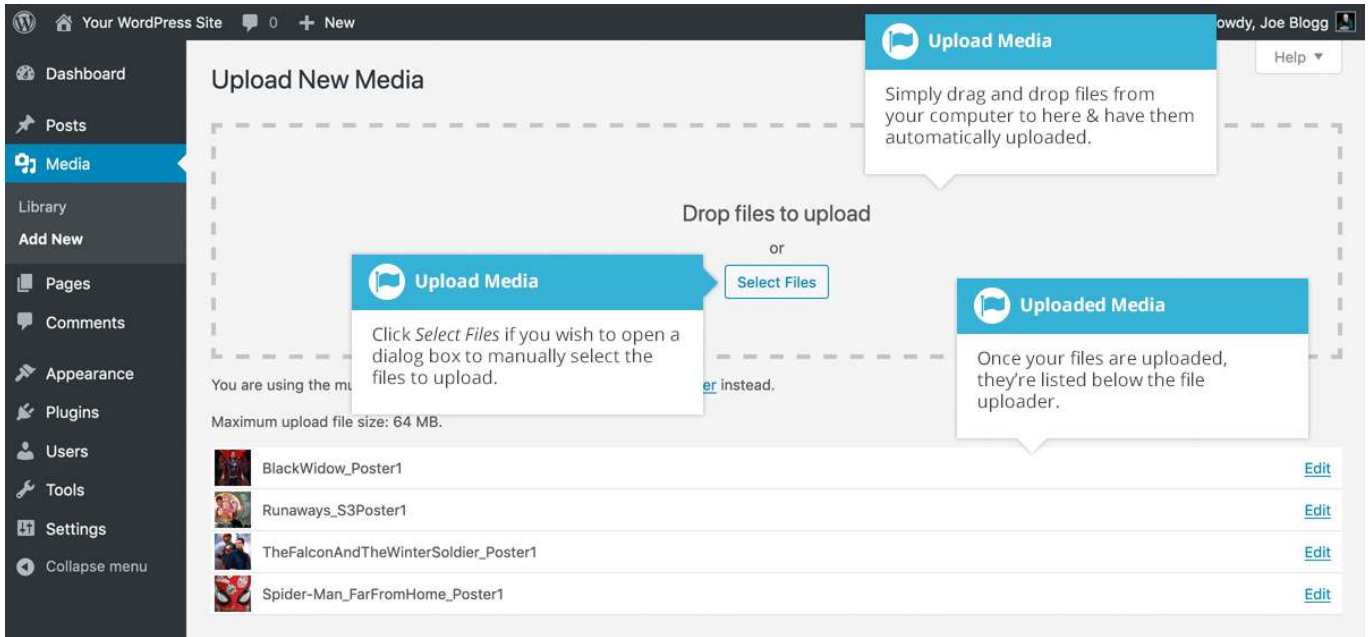 Your WordPress Site 0 + New
owdy, Joe Blogg
Help ▼
Dashboard
Posts
Media
Library
Add New
Pages
Comments
Appearance
Plugins
Users
Tools
Settings
Collapse menu
Upload New Media
Upload Media
Simply drag and drop files from
your computer to here & have them
automatically uploaded.
Drop files to upload
or
Select Files
Upload Media
Click Select Files if you wish to open a
dialog box to manually select the
files to upload.
Uploaded Media
Once your files are uploaded,
they're listed below the file
uploader.
You are using the mu er instead.
Maximum upload file size: 64 MB.
BlackWidow_Poster1 Edit
Runaways_S3Poster1 Edit
TheFalconAndTheWinterSoldier_Poster1 Edit
Spider-Man_FarFromHome_Poster1 Edit